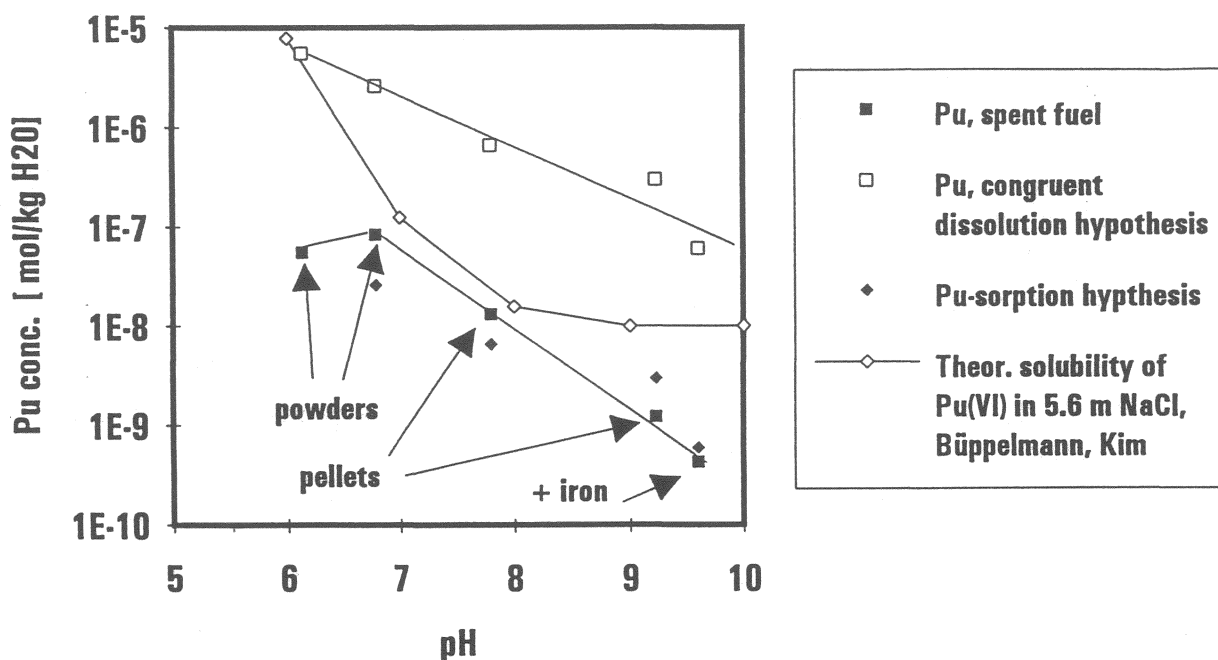 1E-5
1E-6
1E-7
1E-8
1E-9
1E-10
Pu conc. [ mol/kg H20]
5 6 7 8 9 10
pH
powders
pellets
+ iron
Pu, spent fuel
Pu, congruent
dissolution hypothesis
Pu-sorption hypthesis
Theor. solubility of
Pu(VI) in 5.6 m NaCl,
Büppelmann, Kim